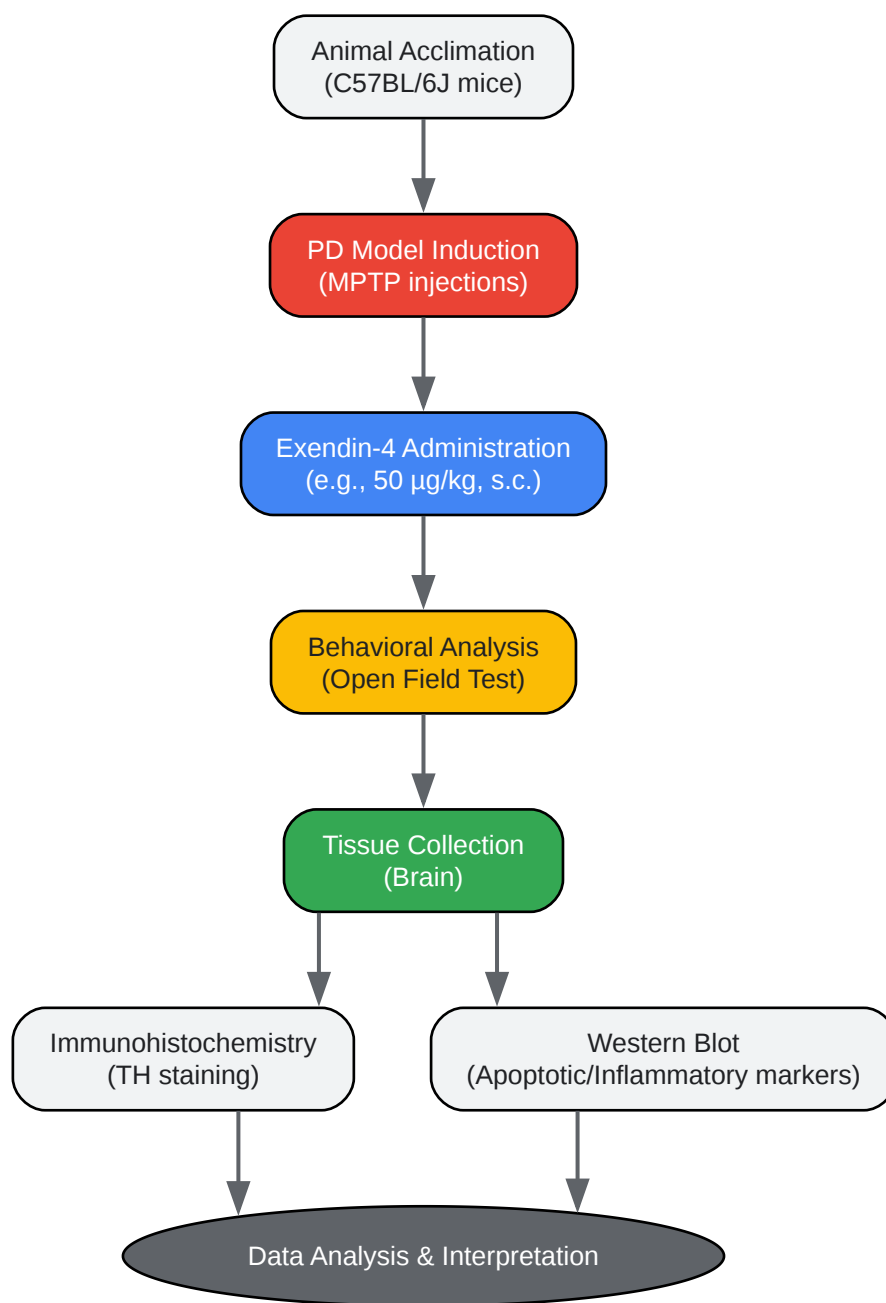 Animal Acclimation
(C57BL/6J mice)
PD Model Induction
(MPTP injections)
Exendin-4 Administration
(e.g., 50 µg/kg, s.c.)
Behavioral Analysis
(Open Field Test)
Tissue Collection
(Brain)
Immunohistochemistry
(TH staining)
Western Blot
(Apoptotic/Inflammatory markers)
Data Analysis & Interpretation